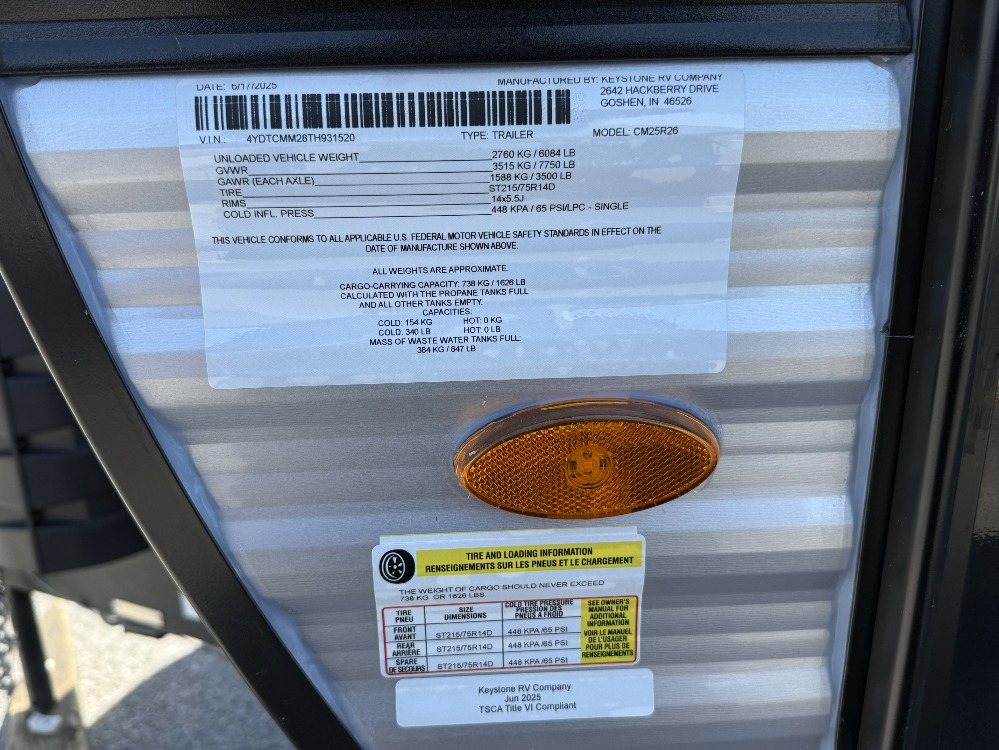 DATE: 6/17/2025
MANUFACTURED BY: KEYSTONE RV COMPANY
2642 HACKBERRY DRIVE
GOSHEN, IN 46526
V.I.N. 4YDTCMM28TH931520 TYPE: TRAILER MODEL: CM25R26
UNLOADED VEHICLE WEIGHT 2760 KG / 6084 LB
GVWR 3515 KG / 7750 LB
GAWR (EACH AXLE) 1588 KG / 3500 LB
TIRE ST215/75R14D
RIMS 14x5.5J
COLD INFL. PRESS 448 KPA / 65 PSI/LPC - SINGLE
THIS VEHICLE CONFORMS TO ALL APPLICABLE U.S. FEDERAL MOTOR VEHICLE SAFETY STANDARDS IN EFFECT ON THE
DATE OF MANUFACTURE SHOWN ABOVE.
ALL WEIGHTS ARE APPROXIMATE.
CARGO-CARRYING CAPACITY: 738 KG / 1626 LB
CALCULATED WITH THE PROPANE TANKS FULL
AND ALL OTHER TANKS EMPTY.
CAPACITIES:
COLD: 154 KG HOT: 0 KG
COLD: 340 LB HOT: 0 LB
MASS OF WASTE WATER TANKS FULL:
384 KG / 847 LB
TIRE AND LOADING INFORMATION
RENSEIGNEMENTS SUR LES PNEUS ET LE CHARGEMENT
THE WEIGHT OF CARGO SHOULD NEVER EXCEED
738 KG OR 1626 LBS.
TIRE
PNEU
SIZE
DIMENSIONS
COLD TIRE PRESSURE
PRESSION DES
PNEUS A FROID
FRONT
AVANT
ST215/75R14D
448 KPA /65 PSI
REAR
ARRIÈRE
ST215/75R14D
448 KPA /65 PSI
SPARE
DE SECOURS
ST215/75R14D
448 KPA /65 PSI
SEE OWNER'S
MANUAL FOR
ADDITIONAL
INFORMATION
VOIR LE MANUEL
DE L'USAGER
POUR PLUS DE
RENSEIGNEMENTS
Keystone RV Company
Jun 2025
TSCA Title VI Compliant